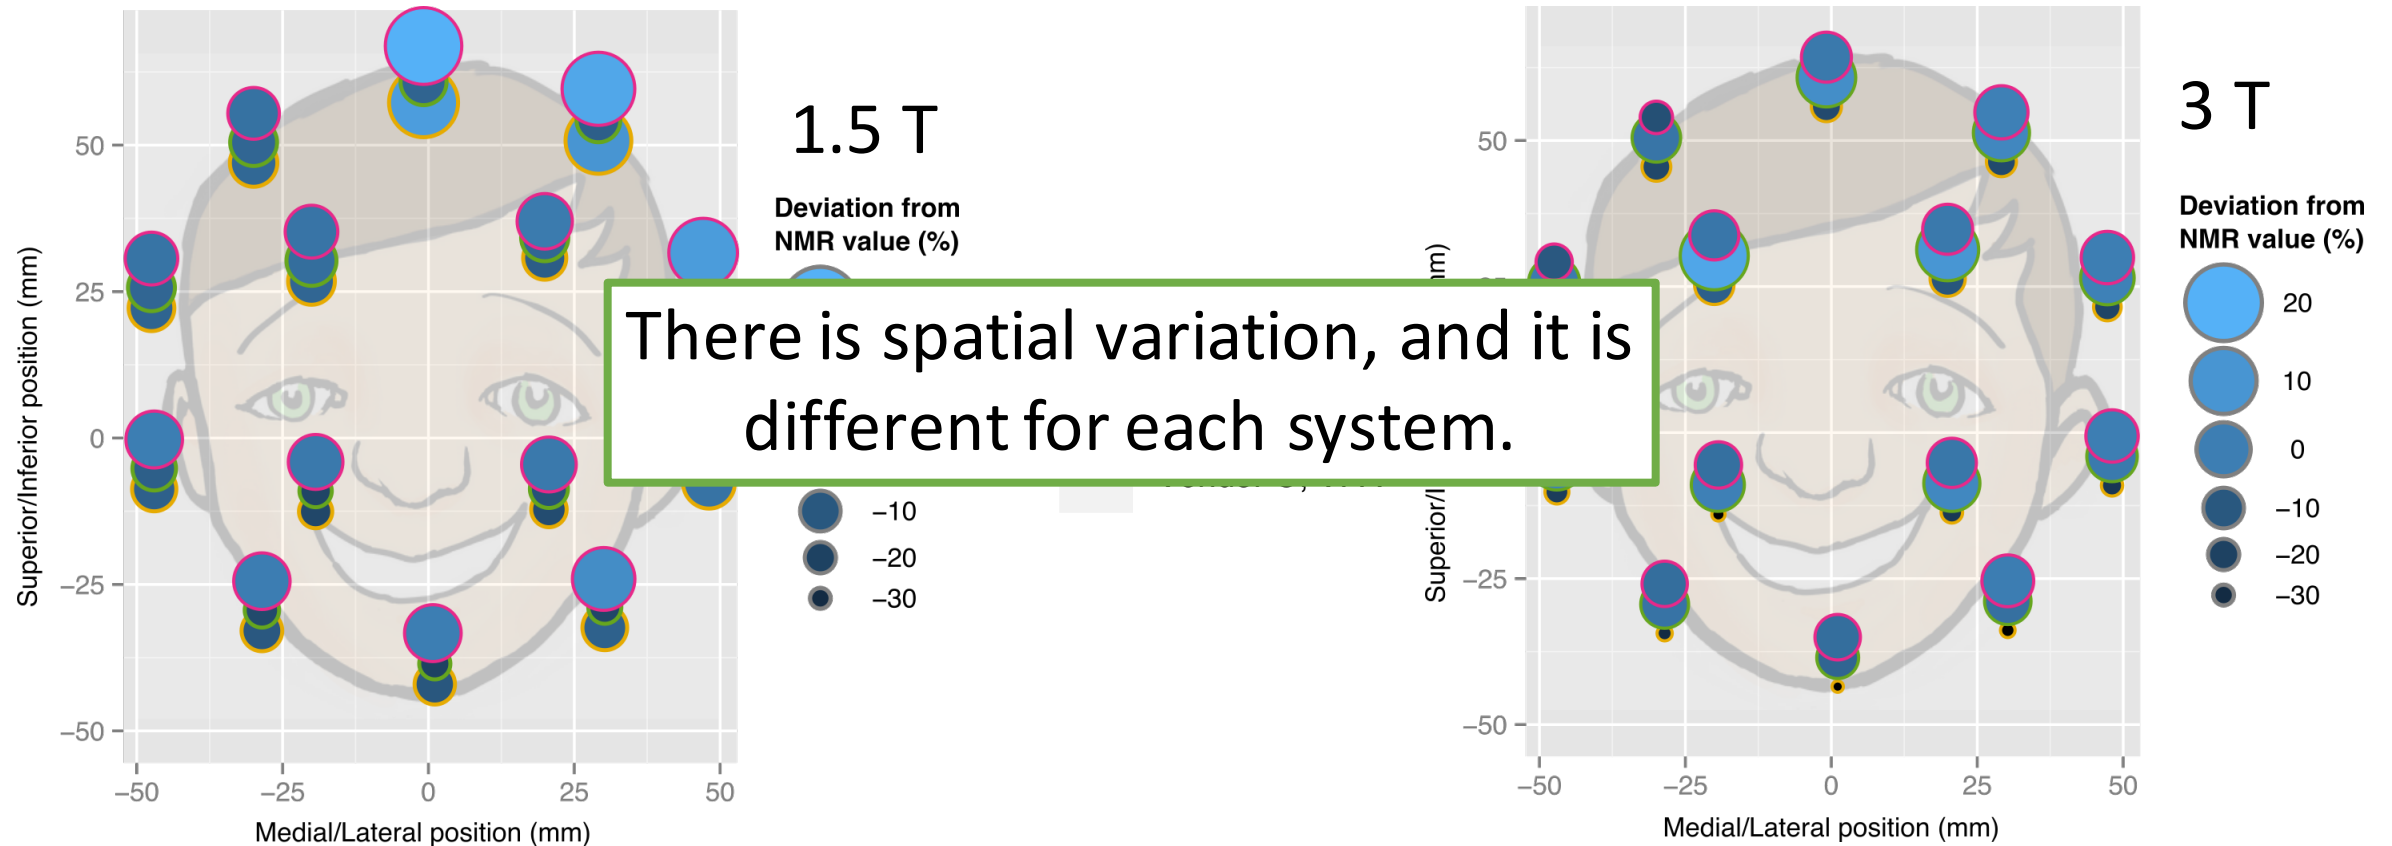 1.5 T
Deviation from
NMR value (%)
−10
−20
−30
Superior/Inferior position (mm)
50
25
0
−25
−50
−50
−25
0
25
50
Medial/Lateral position (mm)
There is spatial variation, and it is
different for each system.
3 T
Deviation from
NMR value (%)
20
10
0
−10
−20
−30
50
−25
−50
−50
−25
0
25
50
Medial/Lateral position (mm)